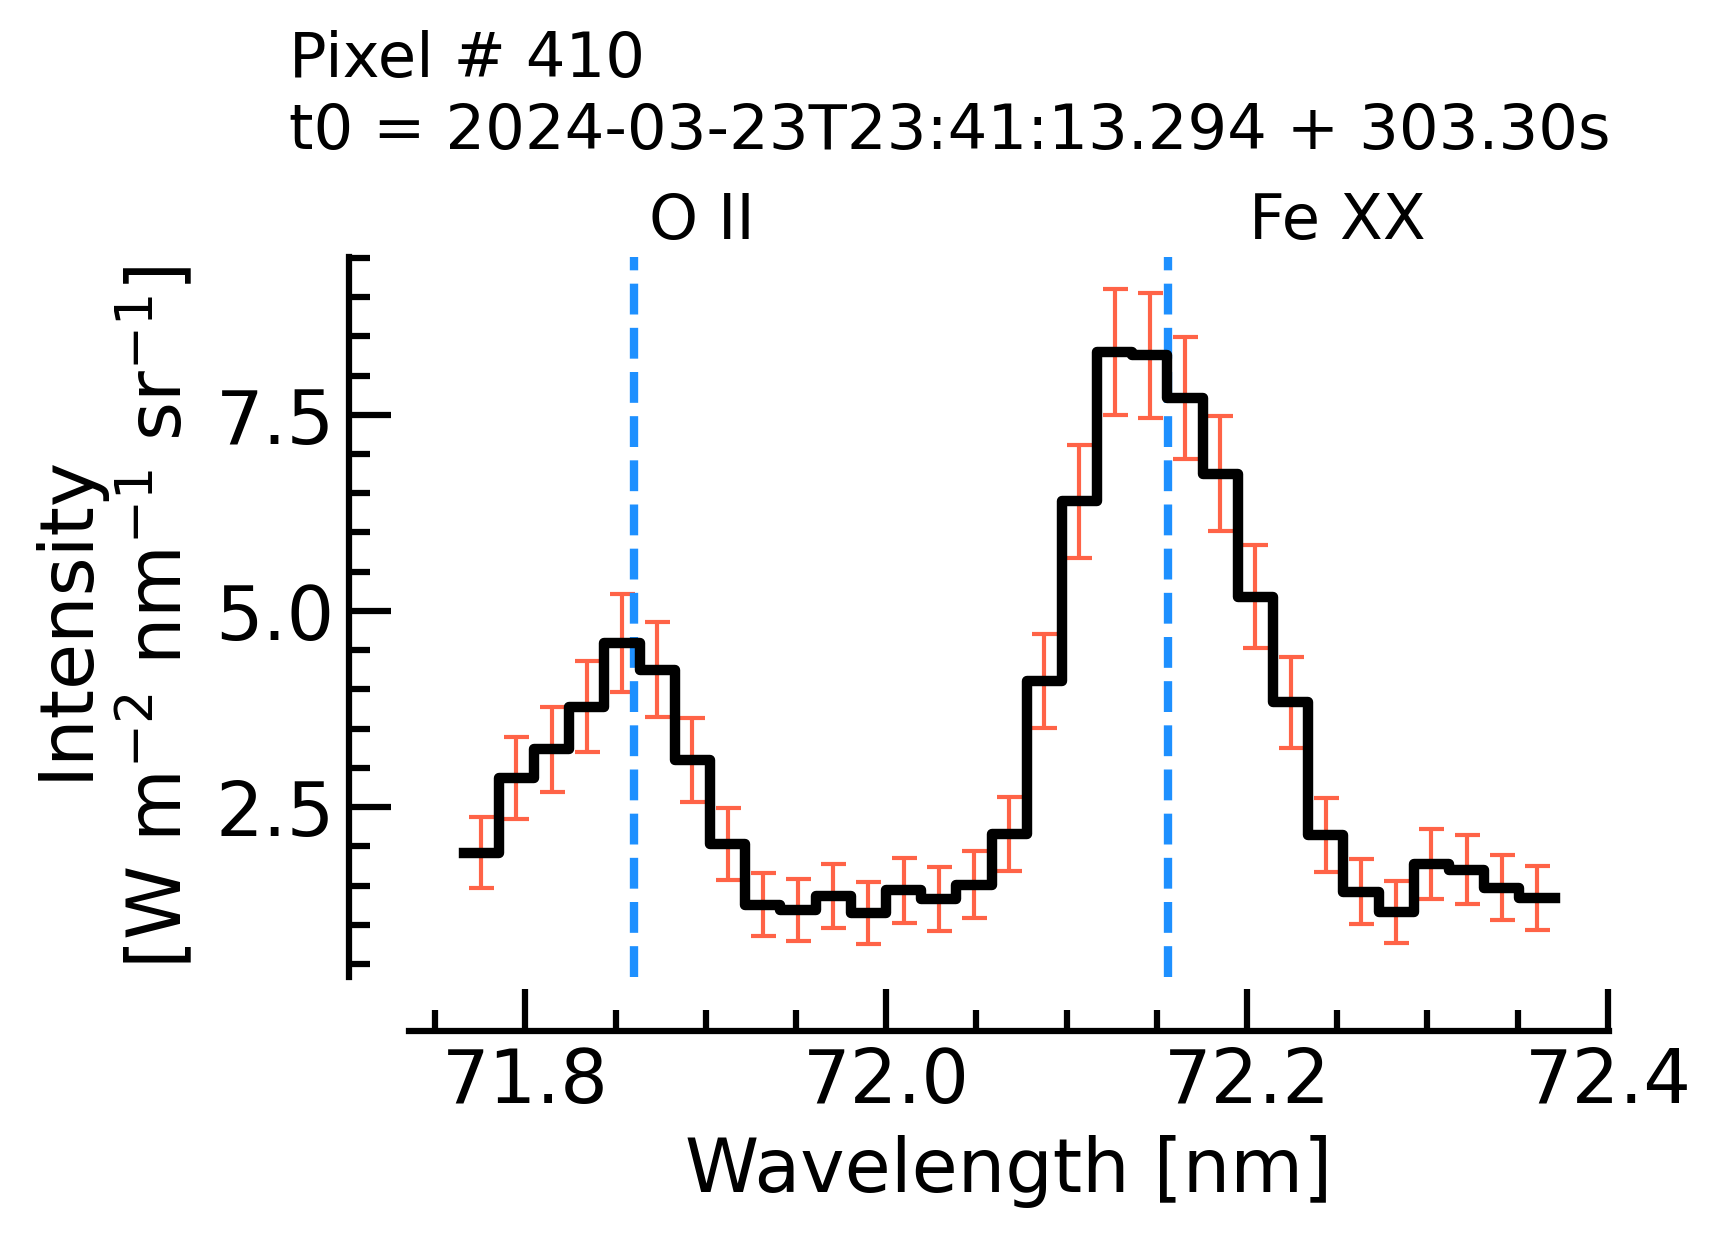 Pixel # 410
t0 = 2024-03-23T23:41:13.294 + 303.30s
O II
Fe XX
Intensity
[W m⁻² nm⁻¹ sr⁻¹]
7.5
5.0
2.5
71.8
72.0
72.2
72.4
Wavelength [nm]